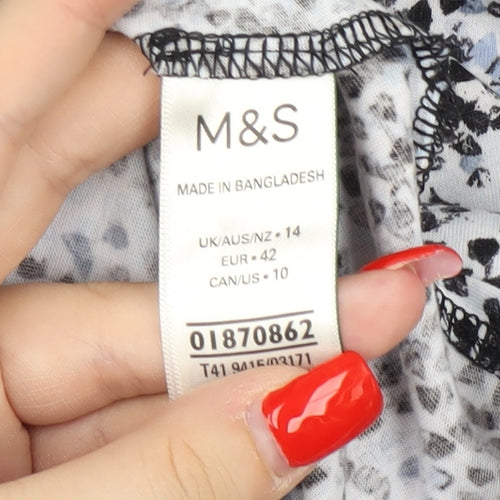 M&S
MADE IN BANGLADESH
UK/AUS/NZ • 14
EUR • 42
CAN/US • 10
01870862
T41 9415/03171